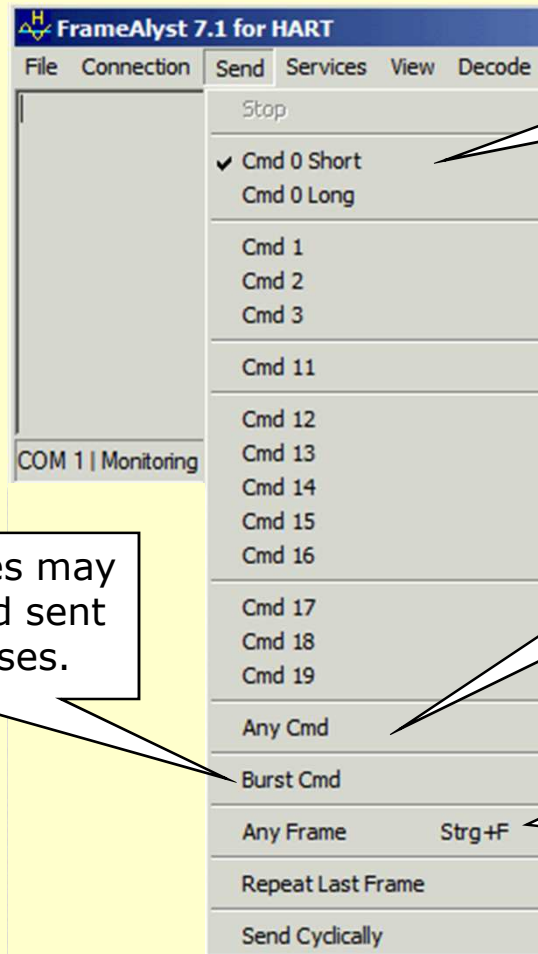 FrameAlyst 7.1 for HART
File Connection Send Services View Decode
Stop
Cmd 0 Short
Cmd 0 Long
Cmd 1
Cmd 2
Cmd 3
Cmd 11
Cmd 12
Cmd 13
Cmd 14
Cmd 15
Cmd 16
Cmd 17
Cmd 18
Cmd 19
Any Cmd
Burst Cmd
Any Frame Strg+F
Repeat Last Frame
Send Cyclically
COM 1 | Monitoring
may
sent